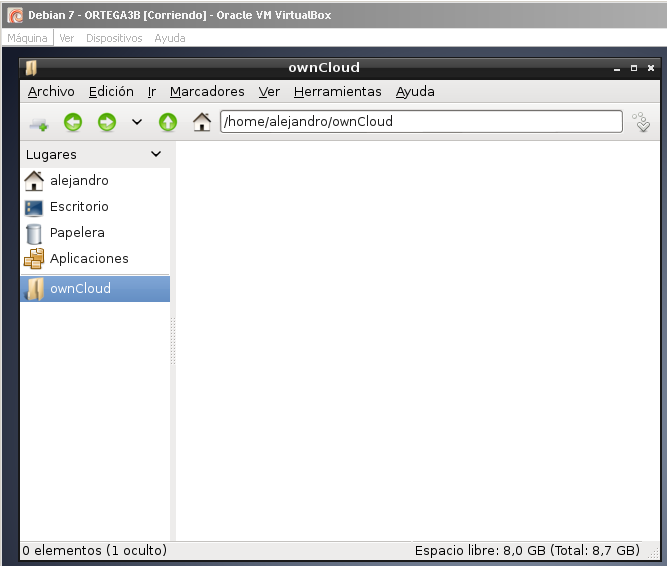 Debian 7 - ORTEGA3B [Corriendo] - Oracle VM VirtualBox
Máquina Ver Dispositivos Ayuda
ownCloud
Archivo Edición Ir Marcadores Ver Herramientas Ayuda
/home/alejandro/ownCloud
Lugares
alejandro
Escritorio
Papelera
Aplicaciones
ownCloud
0 elementos (1 oculto) Espacio libre: 8,0 GB (Total: 8,7 GB)